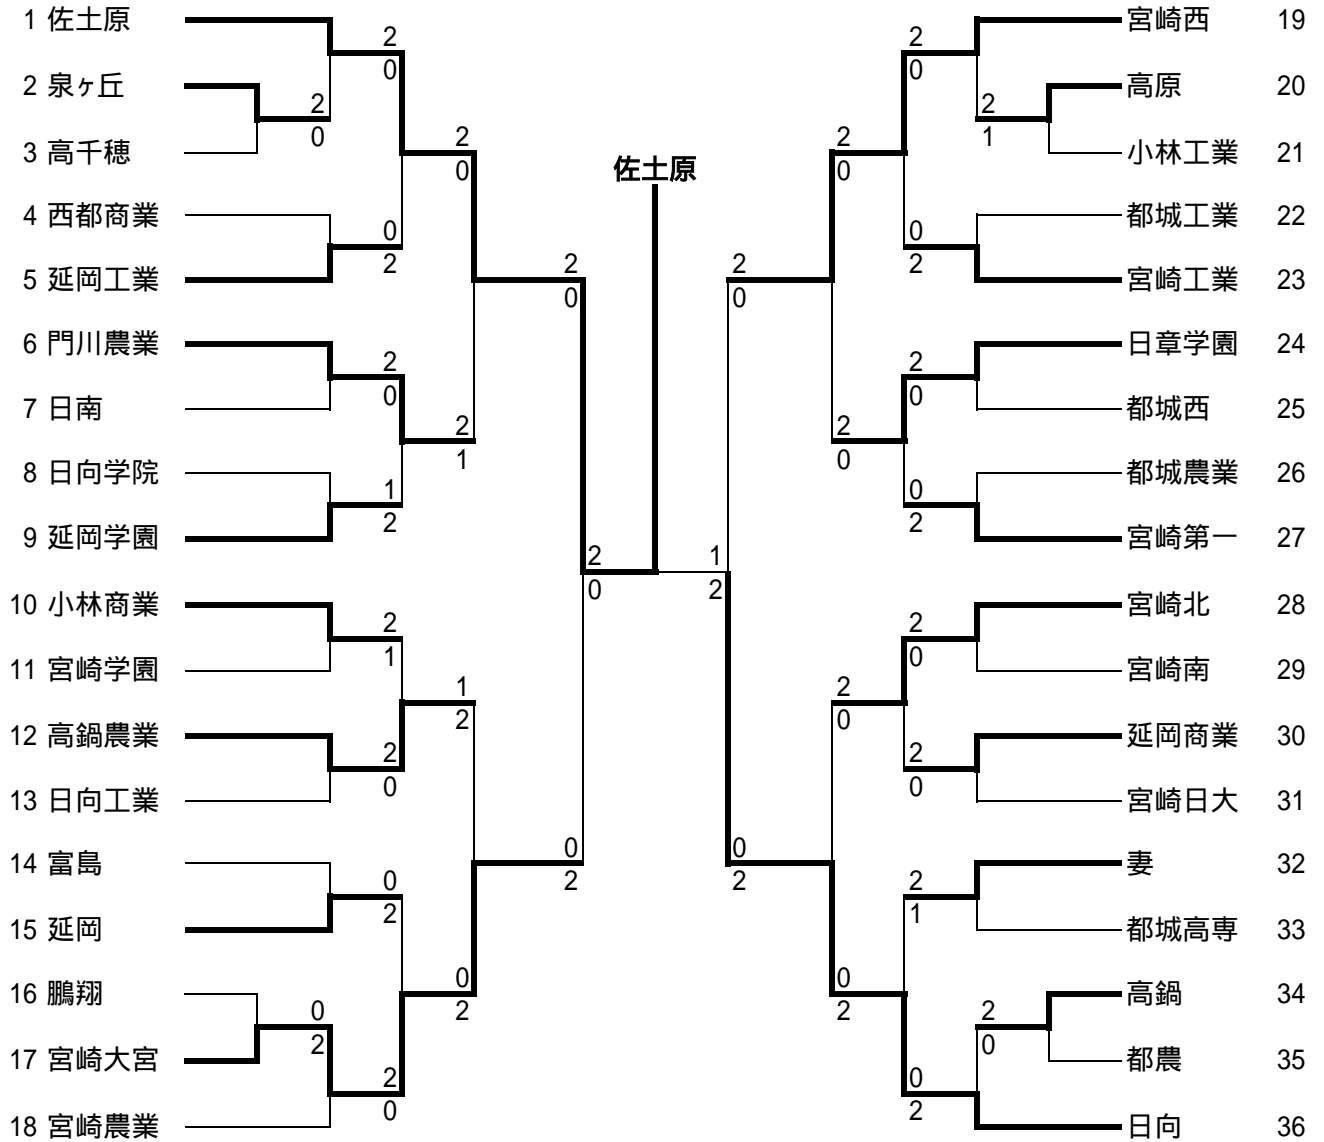 1 佐土原
2 泉ヶ丘
3 高千穂
4 西都商業
5 延岡工業
6 門川農業
7 日南
8 日向学院
9 延岡学園
10 小林商業
11 宮崎学園
12 高鍋農業
13 日向工業
14 富島
15 延岡
16 鵬翔
17 宮崎大宮
18 宮崎農業
2
0
2
0
2
0
0
2
2
0
2
1
1
2
2
1
1
2
2
0
0
2
0
2
0
2
2
0
2
0
0
2
2
0
佐土原
1
2
2
0
0
2
2
0
2
0
2
0
0
2
2
0
2
1
0
2
2
0
0
2
2
0
2
0
2
1
0
2
2
0
宮崎西 19
高原 20
小林工業 21
都城工業 22
宮崎工業 23
日章学園 24
都城西 25
都城農業 26
宮崎第一 27
宮崎北 28
宮崎南 29
延岡商業 30
宮崎日大 31
妻 32
都城高専 33
高鍋 34
都農 35
日向 36